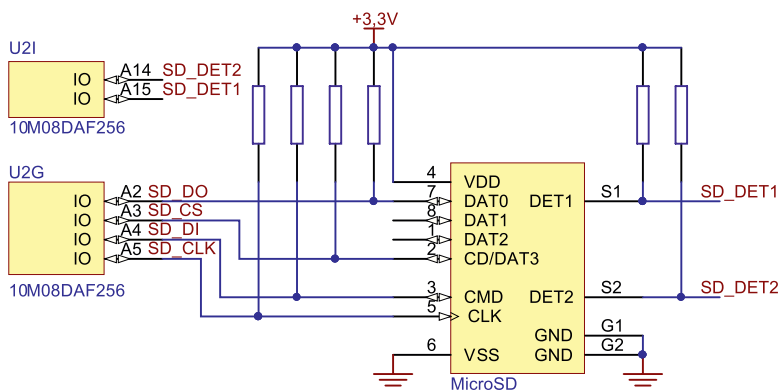 +3,3V
U2I
IO A14 SD_DET2
IO A15 SD_DET1
10M08DAF256
U2G
IO A2 SD_DO
IO A3 SD_CS
IO A4 SD_DI
IO A5 SD_CLK
10M08DAF256
4 VDD
7 DAT0 DET1 S1 SD_DET1
8 DAT1
1 DAT2
2 CD/DAT3
3 CMD DET2 S2 SD_DET2
5 CLK
GND G1
6 VSS GND G2
MicroSD